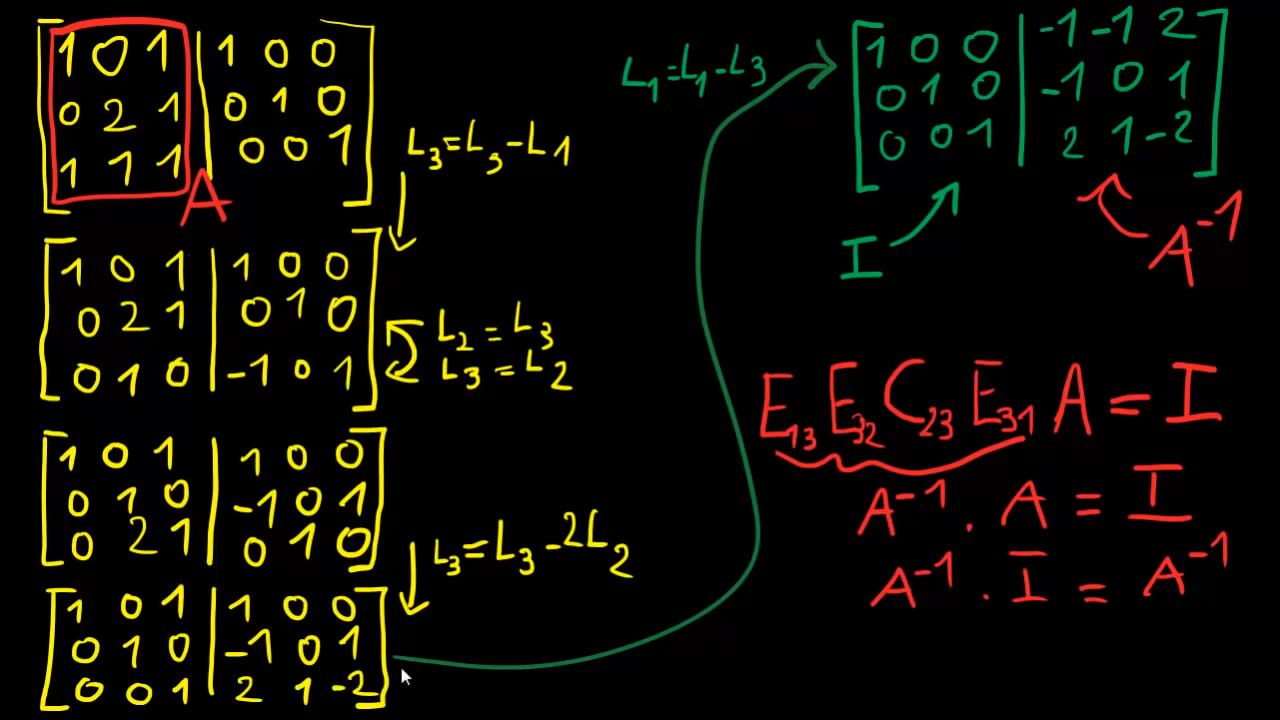 1 0 1 | 1 0 0
0 2 1 | 0 1 0
1 1 1 | 0 0 1
A
L₃=L₃-L1
1 0 1 | 1 0 0
0 2 1 | 0 1 0
0 1 0 | -1 0 1
L₂ = L₃
L₃ = L₂
1 0 1 | 1 0 0
0 1 0 | -1 0 1
0 2 1 | 0 1 0
L₃=L₃-2L₂
1 0 1 | 1 0 0
0 1 0 | -1 0 1
0 0 1 | 2 1 -2
L₁=L₁-L₃
1 0 0 | -1 -1 2
0 1 0 | -1 0 1
0 0 1 | 2 1 -2
I
A⁻¹
E₁₃ E₃₂ C₂₃ E₃₁ A = I
A⁻¹ . A = I
A⁻¹ . I = A⁻¹